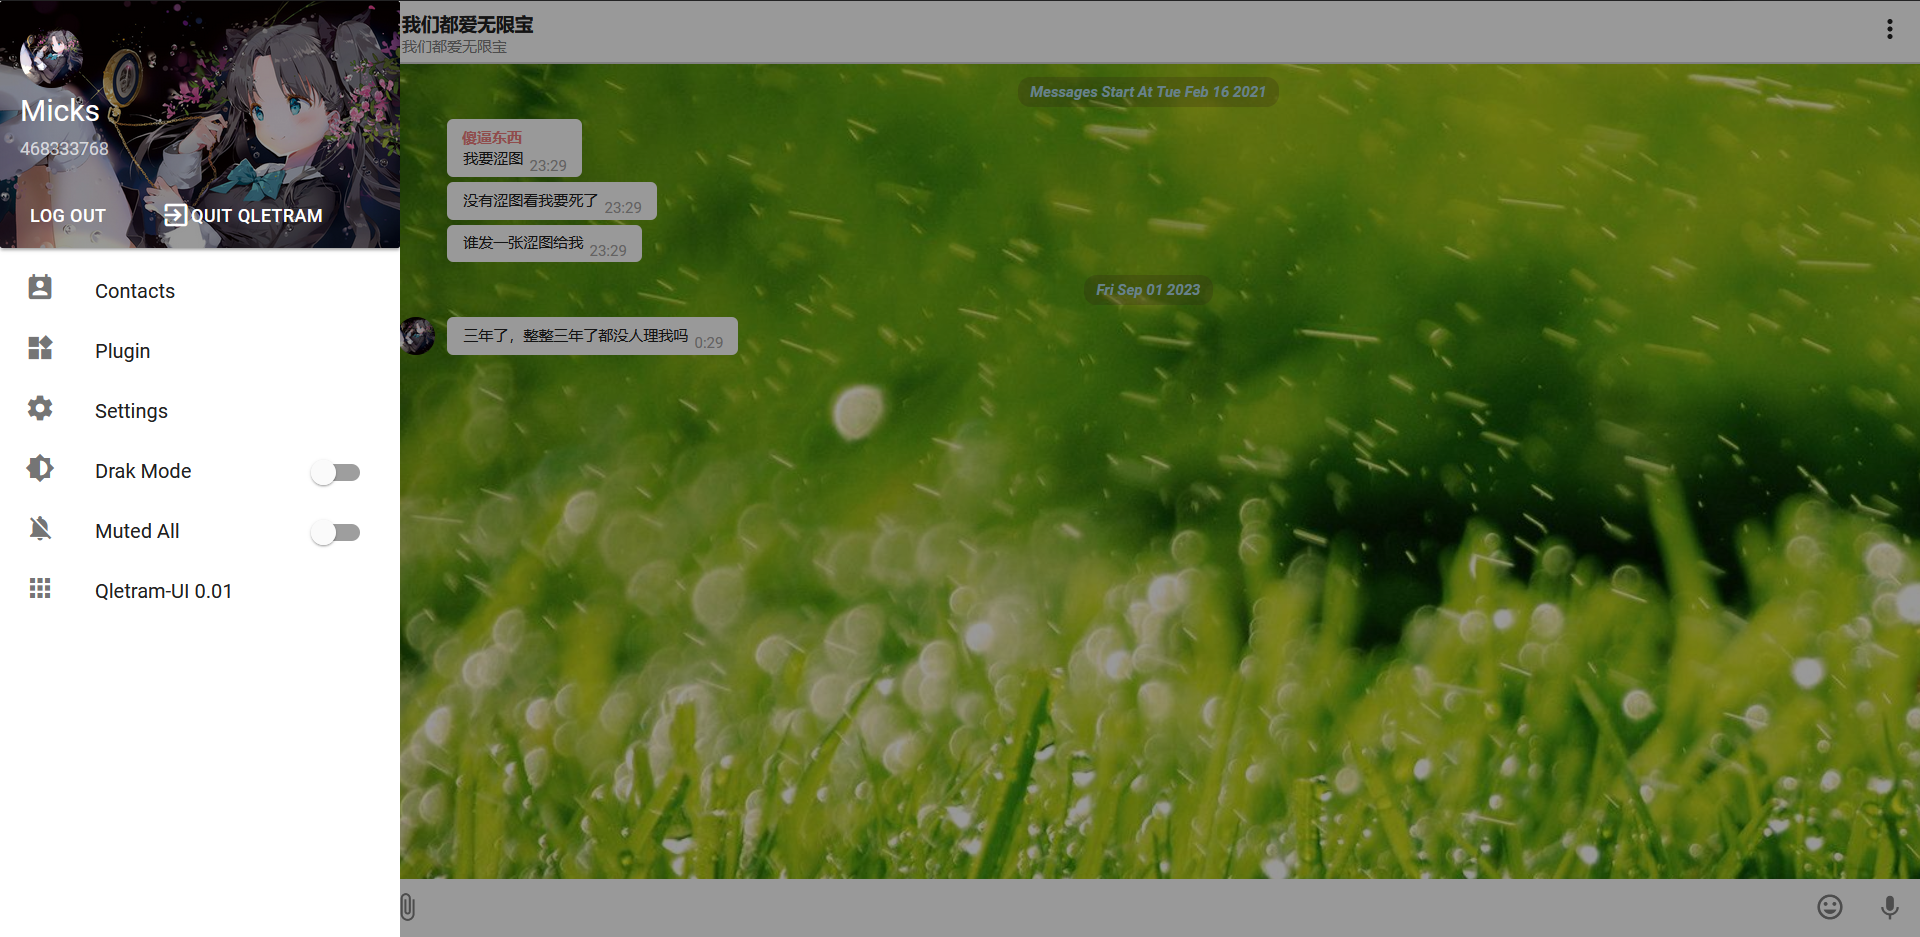 Micks
468333768
LOG OUT
QUIT QLETRAM
Contacts
Plugin
Settings
Drak Mode
Muted All
Qletram-UI 0.01
我们都爱无限宝
我们都爱无限宝
Messages Start At Tue Feb 16 2021
傻逼东西
我要涩图 23:29
没有涩图看我要死了 23:29
谁发一张涩图给我 23:29
Fri Sep 01 2023
三年了，整整三年了都没人理我吗 0:29